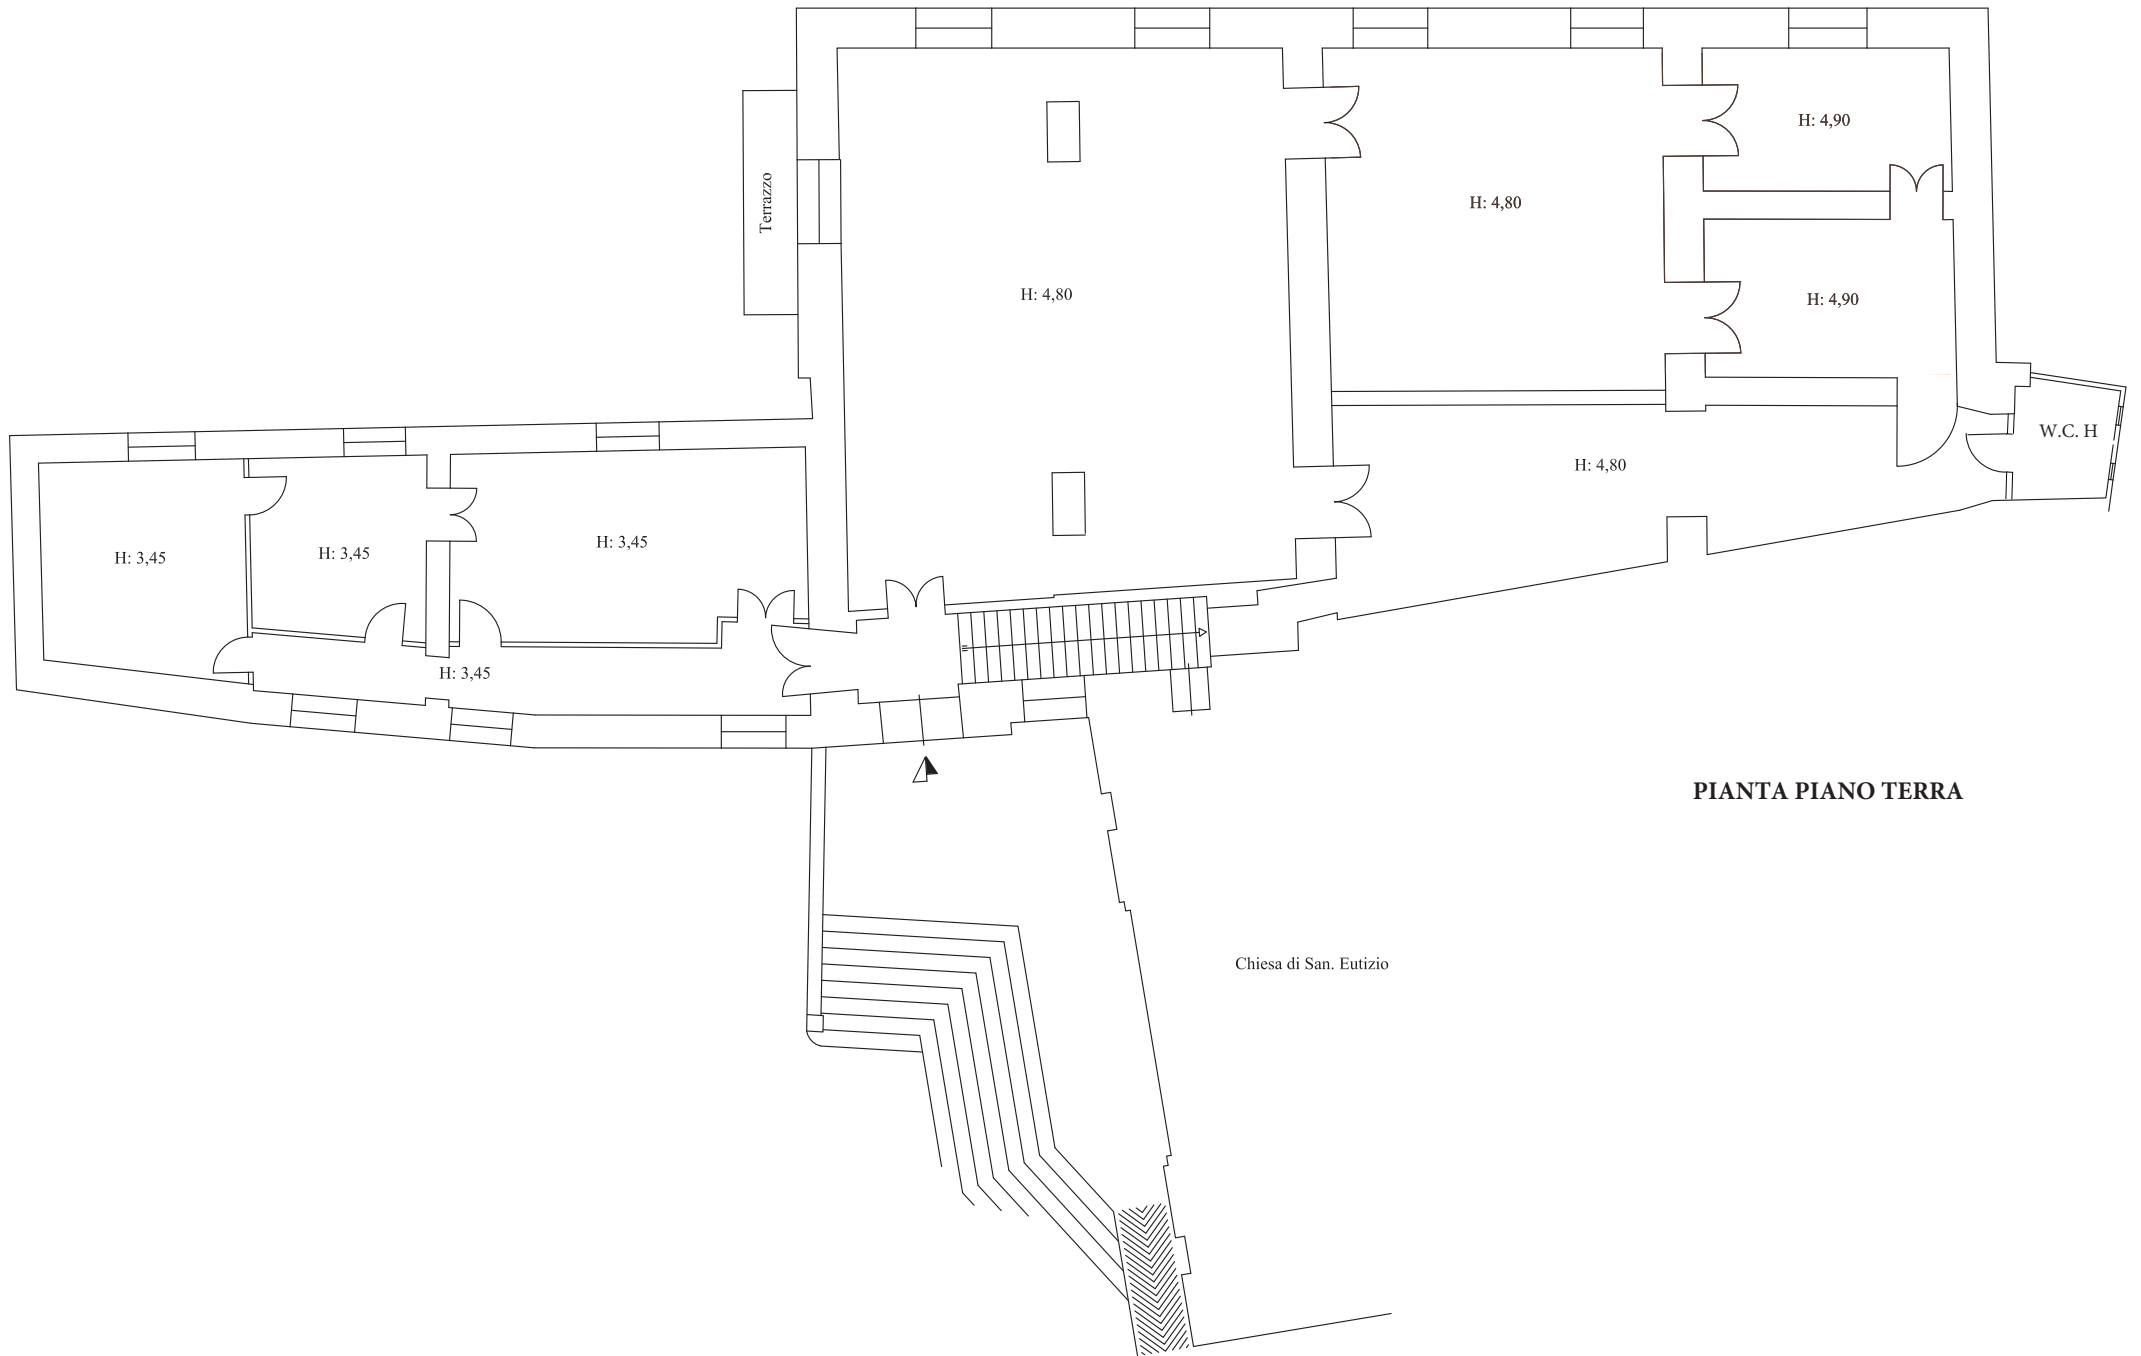 H: 4,90
Terrazzo
H: 4,80
H: 4,80
H: 4,90
W.C. H
H: 4,80
H: 3,45
H: 3,45
H: 3,45
H: 3,45
PIANTA PIANO TERRA
Chiesa di San. Eutizio